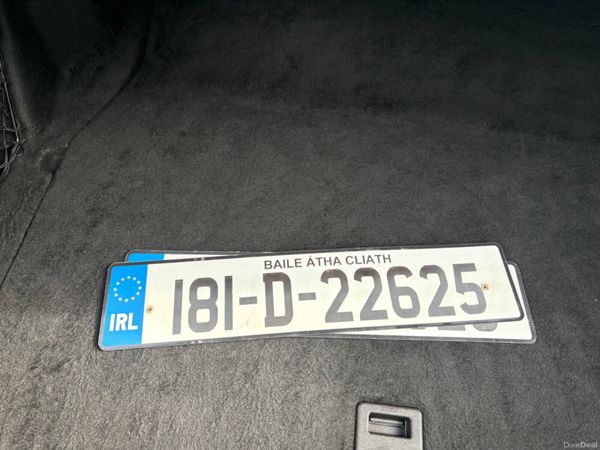 BAILE ÁTHA CLIATH
IRL 181-D-22625
DoneDeal